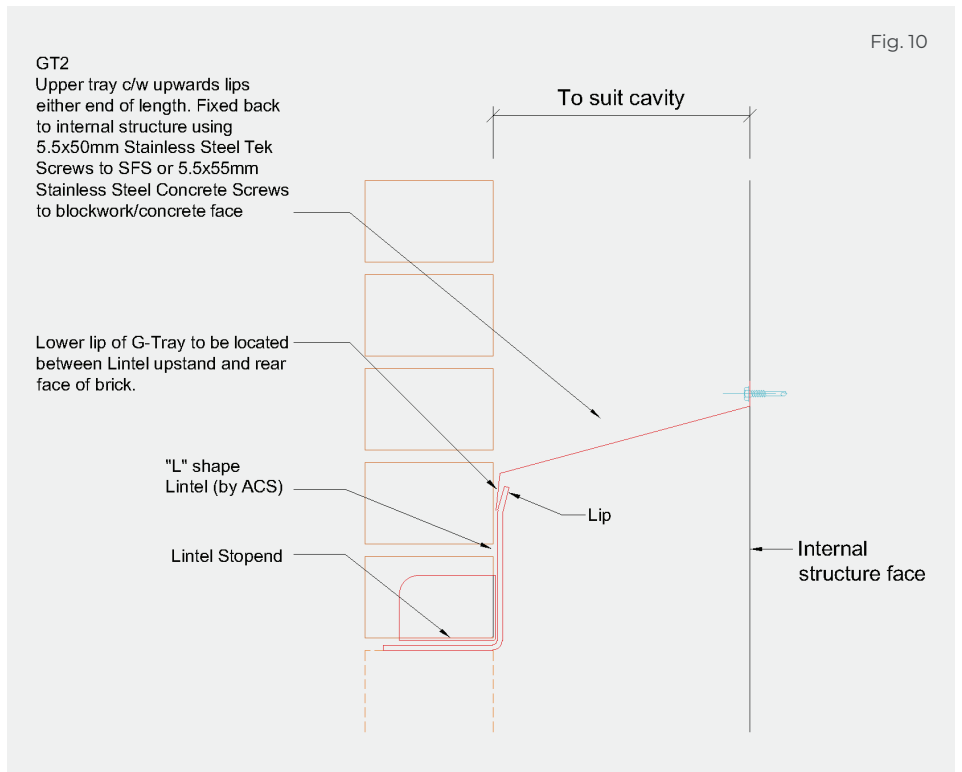 Fig. 10
GT2
Upper tray c/w upwards lips
either end of length. Fixed back
to internal structure using
5.5x50mm Stainless Steel Tek
Screws to SFS or 5.5x55mm
Stainless Steel Concrete Screws
to blockwork/concrete face
To suit cavity
Lower lip of G-Tray to be located
between Lintel upstand and rear
face of brick.
"L" shape
Lintel (by ACS)
Lip
Lintel Stopend
Internal
structure face